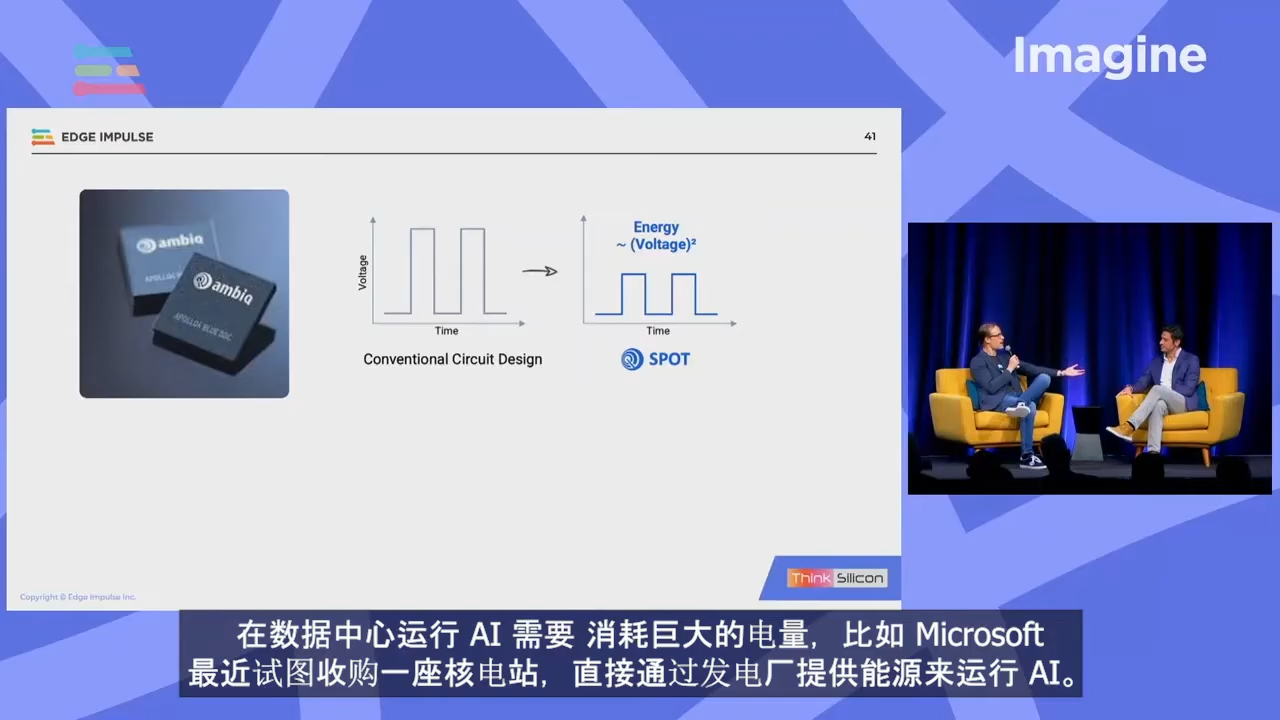 Imagine
EDGE IMPULSE
41
ambiq
ambiq
APOLLO4 BLUE SOC
Voltage
Time
Conventional Circuit Design
Energy
~ (Voltage)²
Time
SPOT
Think Silicon
Copyright © Edge Impulse Inc.
在数据中心运行 AI 需要 消耗巨大的电量，比如 Microsoft
最近试图收购一座核电站，直接通过发电厂提供能源来运行 AI。